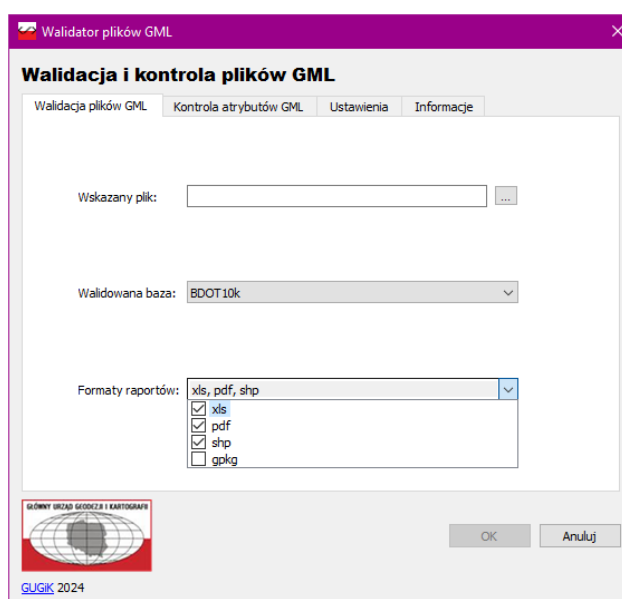 Walidator plików GML
Walidacja i kontrola plików GML
Walidacja plików GML Kontrola atrybutów GML Ustawienia Informacje
Wskazany plik: ...
Walidowana baza: BDOT10k
Formaty raportów: xls, pdf, shp
xls
pdf
shp
gpkg
GŁÓWNY URZĄD GEODEZJI I KARTOGRAFII
OK Anuluj
GUGiK 2024